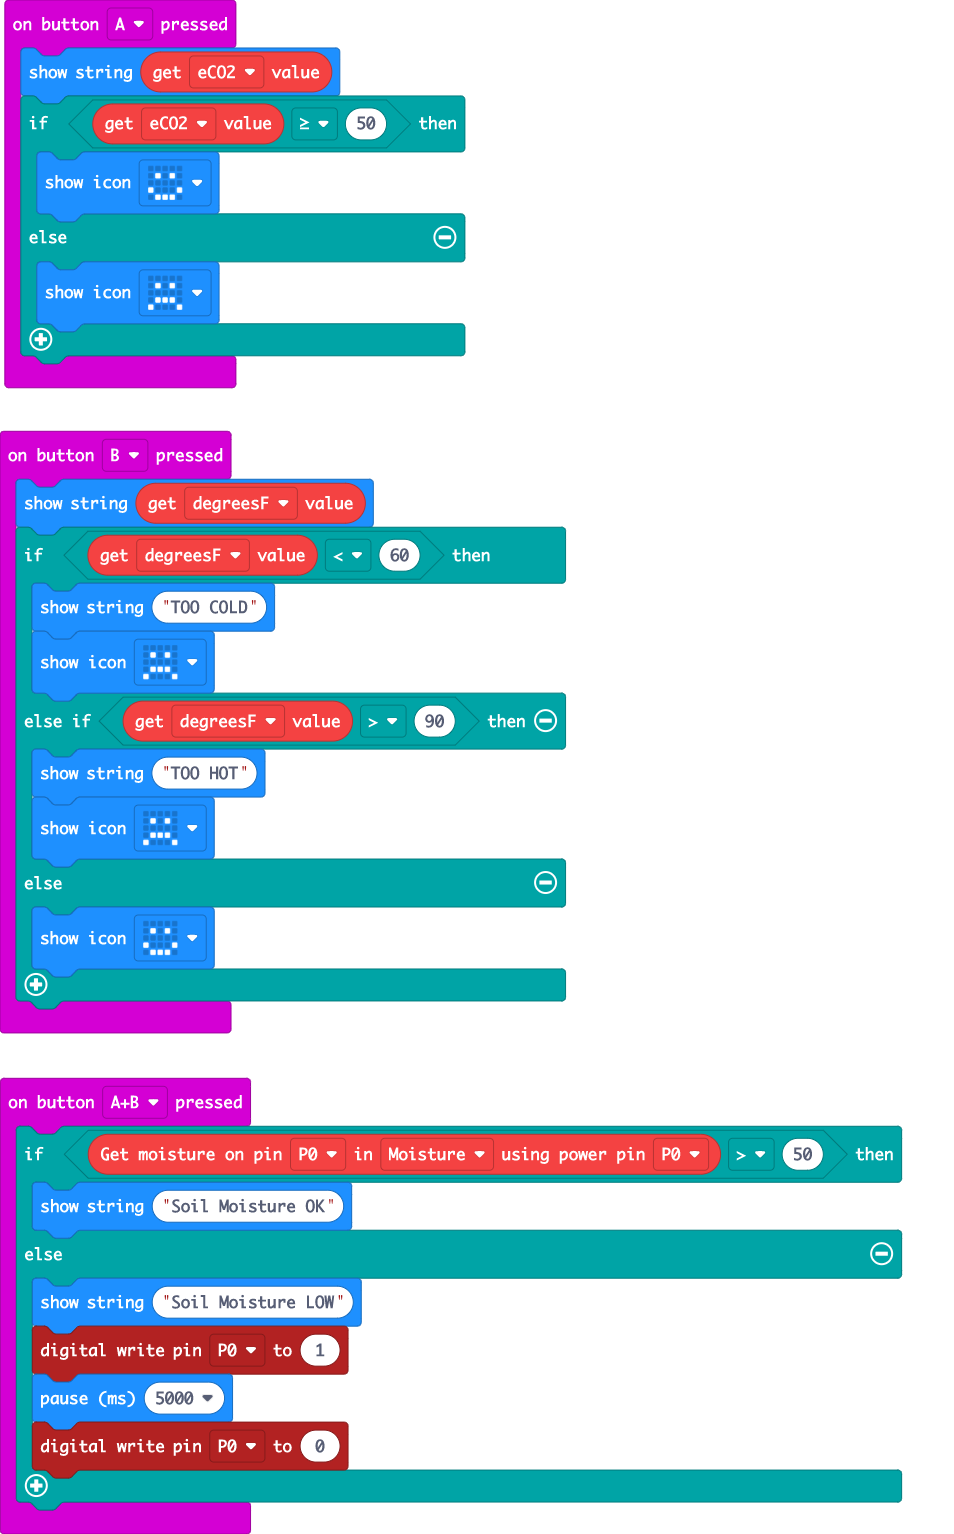 on button A pressed
show string get eCO2 value
if get eCO2 value ≥ 50 then
show icon
else
show icon
on button B pressed
show string get degreesF value
if get degreesF value < 60 then
show string "TOO COLD"
show icon
else if get degreesF value > 90 then
show string "TOO HOT"
show icon
else
show icon
on button A+B pressed
if Get moisture on pin P0 in Moisture using power pin P0 > 50 then
show string "Soil Moisture OK"
else
show string "Soil Moisture LOW"
digital write pin P0 to 1
pause (ms) 5000
digital write pin P0 to 0